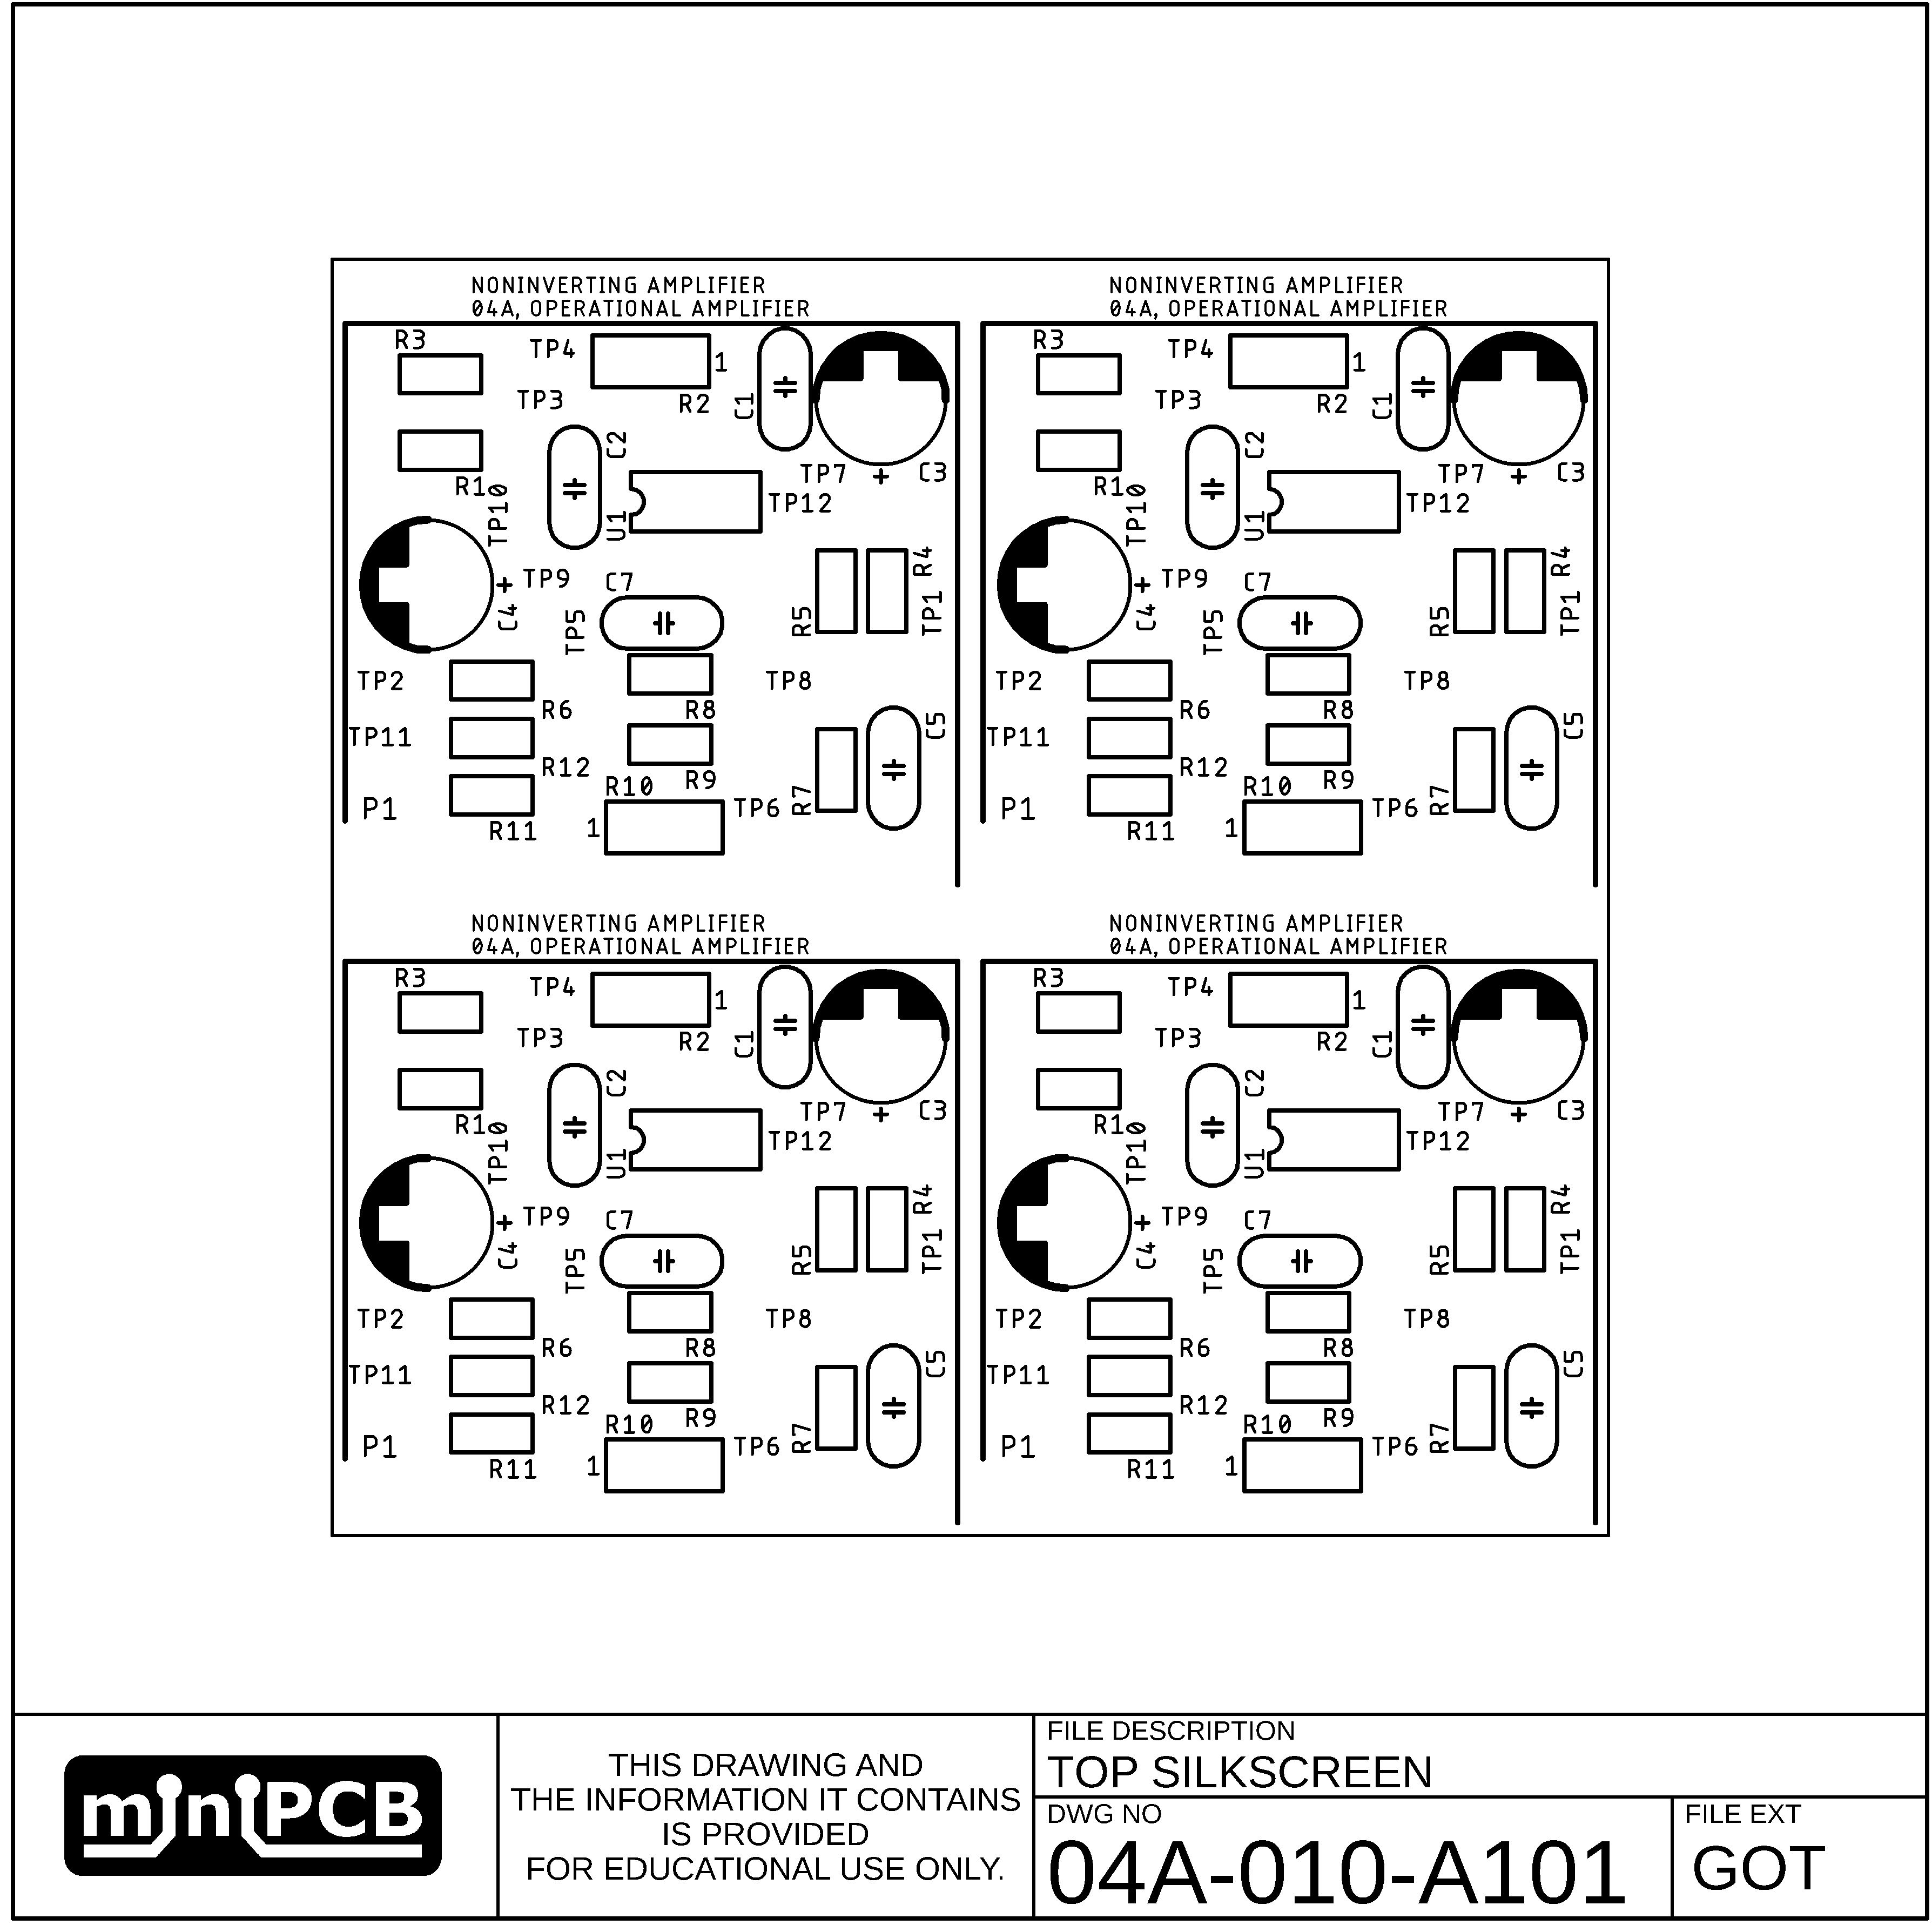 NONINVERTING AMPLIFIER
04A, OPERATIONAL AMPLIFIER
R3
TP4
1
TP3
R2
C1
C2
R1
TP10
TP7
+
C3
U1
TP12
+
TP9
C4
C7
TP5
R5
R4
TP1
TP2
R6
R8
TP8
C5
TP11
R12
R9
R10
P1
R11
1
TP6
R7
NONINVERTING AMPLIFIER
04A, OPERATIONAL AMPLIFIER
R3
TP4
1
TP3
R2
C1
C2
R1
TP10
TP7
+
C3
U1
TP12
+
TP9
C4
C7
TP5
R5
R4
TP1
TP2
R6
R8
TP8
C5
TP11
R12
R9
R10
P1
R11
1
TP6
R7
NONINVERTING AMPLIFIER
04A, OPERATIONAL AMPLIFIER
R3
TP4
1
TP3
R2
C1
C2
R1
TP10
TP7
+
C3
U1
TP12
+
TP9
C4
C7
TP5
R5
R4
TP1
TP2
R6
R8
TP8
C5
TP11
R12
R9
R10
P1
R11
1
TP6
R7
NONINVERTING AMPLIFIER
04A, OPERATIONAL AMPLIFIER
R3
TP4
1
TP3
R2
C1
C2
R1
TP10
TP7
+
C3
U1
TP12
+
TP9
C4
C7
TP5
R5
R4
TP1
TP2
R6
R8
TP8
C5
TP11
R12
R9
R10
P1
R11
1
TP6
R7
miniPCB
THIS DRAWING AND
THE INFORMATION IT CONTAINS
IS PROVIDED
FOR EDUCATIONAL USE ONLY.
FILE DESCRIPTION
TOP SILKSCREEN
DWG NO
04A-010-A101
FILE EXT
GOT